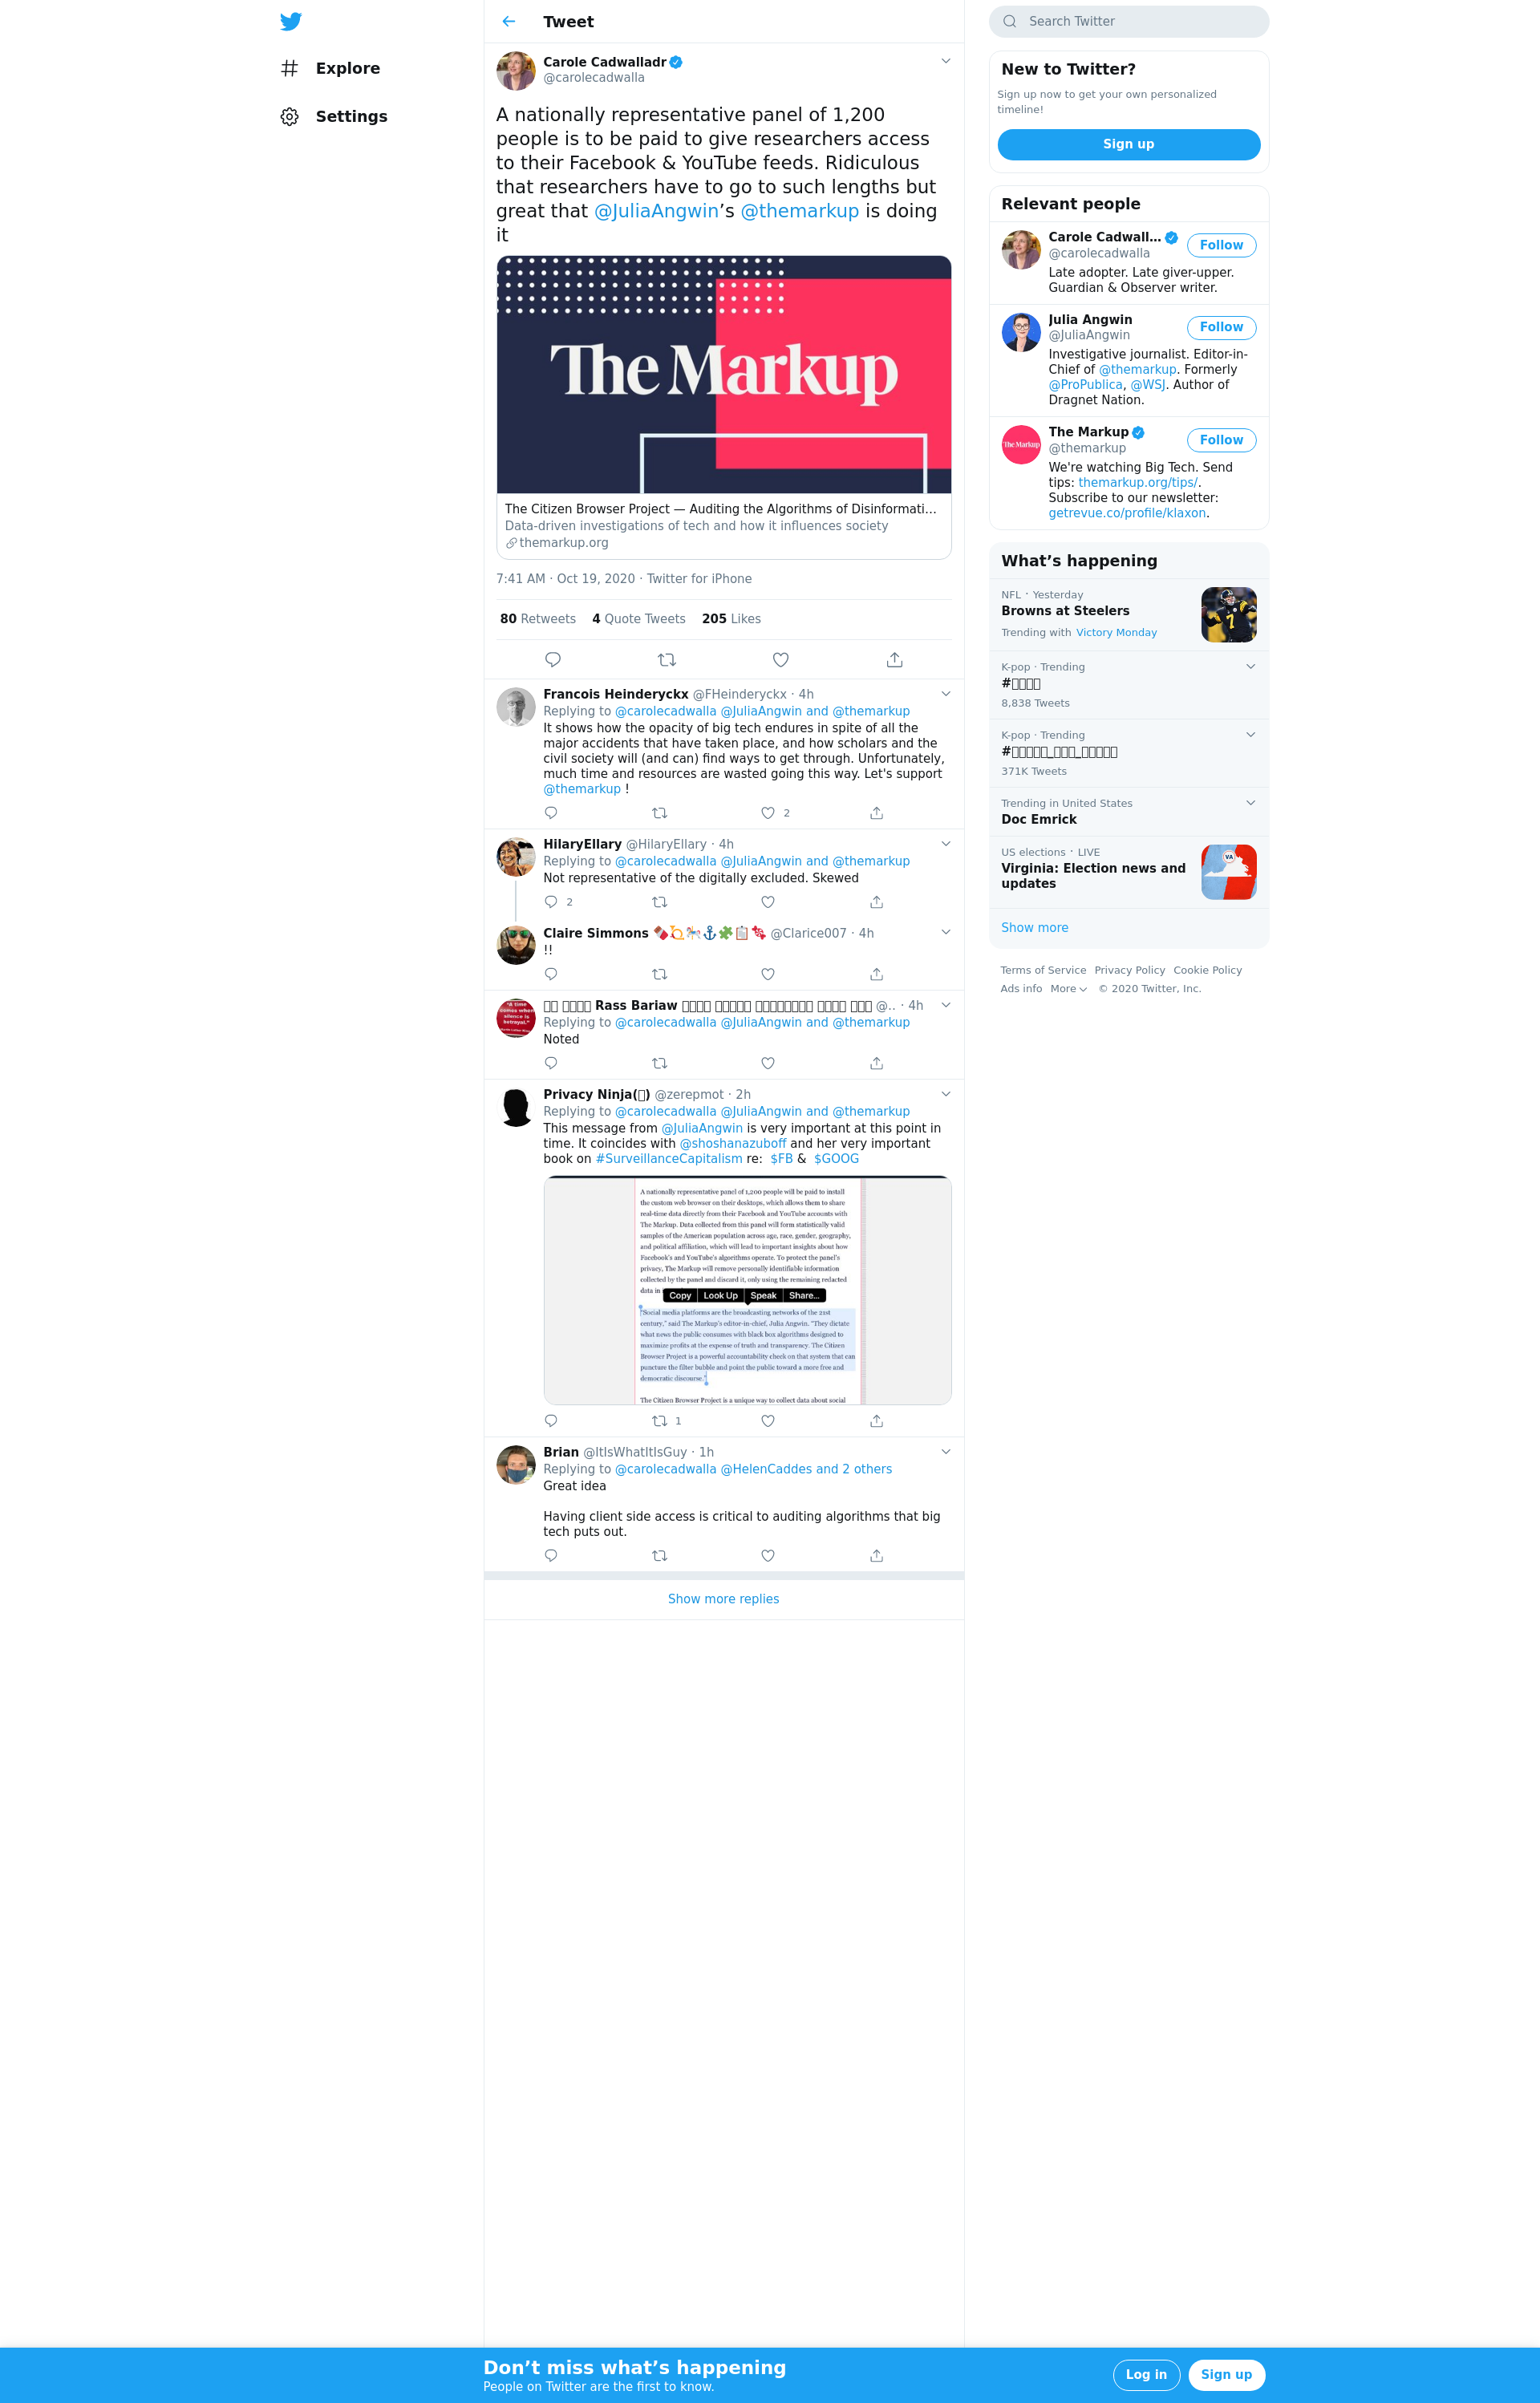 Explore
Settings
Tweet
Carole Cadwalladr
@carolecadwalla
A nationally representative panel of 1,200
people is to be paid to give researchers access
to their Facebook & YouTube feeds. Ridiculous
that researchers have to go to such lengths but
great that @JuliaAngwin’s @themarkup is doing
it
The Markup
The Citizen Browser Project — Auditing the Algorithms of Disinformati…
Data-driven investigations of tech and how it influences society
themarkup.org
7:41 AM · Oct 19, 2020 · Twitter for iPhone
80 Retweets 4 Quote Tweets 205 Likes
Francois Heinderyckx @FHeinderyckx · 4h
Replying to @carolecadwalla @JuliaAngwin and @themarkup
It shows how the opacity of big tech endures in spite of all the
major accidents that have taken place, and how scholars and the
civil society will (and can) find ways to get through. Unfortunately,
much time and resources are wasted going this way. Let's support
@themarkup !
2
HilaryEllary @HilaryEllary · 4h
Replying to @carolecadwalla @JuliaAngwin and @themarkup
Not representative of the digitally excluded. Skewed
2
Claire Simmons @Clarice007 · 4h
!!
"A time
comes when
silence is
betrayal."
Rass Bariaw @.. · 4h
Replying to @carolecadwalla @JuliaAngwin and @themarkup
Noted
Privacy Ninja( ) @zerepmot · 2h
Replying to @carolecadwalla @JuliaAngwin and @themarkup
This message from @JuliaAngwin is very important at this point in
time. It coincides with @shoshanazuboff and her very important
book on #SurveillanceCapitalism re: $FB & $GOOG
A nationally representative panel of 1,200 people will be paid to install
the custom web browser on their desktops, which allows them to share
real-time data directly from their Facebook and YouTube accounts with
The Markup. Data collected from this panel will form statistically valid
samples of the American population across age, race, gender, geography,
and political affiliation, which will lead to important insights about how
Facebook's and YouTube's algorithms operate. To protect the panel's
privacy, The Markup will remove personally identifiable information
collected by the panel and discard it, only using the remaining redacted
data in
Copy Look Up Speak Share...
"Social media platforms are the broadcasting networks of the 21st
century," said The Markup's editor-in-chief, Julia Angwin. "They dictate
what news the public consumes with black box algorithms designed to
maximize profits at the expense of truth and transparency. The Citizen
Browser Project is a powerful accountability check on that system that can
puncture the filter bubble and point the public toward a more free and
democratic discourse."
The Citizen Browser Project is a unique way to collect data about social
1
Brian @ItIsWhatItIsGuy · 1h
Replying to @carolecadwalla @HelenCaddes and 2 others
Great idea
Having client side access is critical to auditing algorithms that big
tech puts out.
Show more replies
Search Twitter
New to Twitter?
Sign up now to get your own personalized
timeline!
Sign up
Relevant people
Carole Cadwall…
Follow
@carolecadwalla
Late adopter. Late giver-upper.
Guardian & Observer writer.
Julia Angwin
Follow
@JuliaAngwin
Investigative journalist. Editor-in-
Chief of @themarkup. Formerly
@ProPublica, @WSJ. Author of
Dragnet Nation.
The Markup
The Markup
Follow
@themarkup
We're watching Big Tech. Send
tips: themarkup.org/tips/.
Subscribe to our newsletter:
getrevue.co/profile/klaxon.
What’s happening
NFL · Yesterday
Browns at Steelers
Trending with Victory Monday
7
K-pop · Trending
#
8,838 Tweets
K-pop · Trending
#
371K Tweets
Trending in United States
Doc Emrick
US elections · LIVE
Virginia: Election news and
updates
VA
Show more
Terms of Service Privacy Policy Cookie Policy
Ads info More © 2020 Twitter, Inc.
Don’t miss what’s happening
People on Twitter are the first to know.
Log in
Sign up